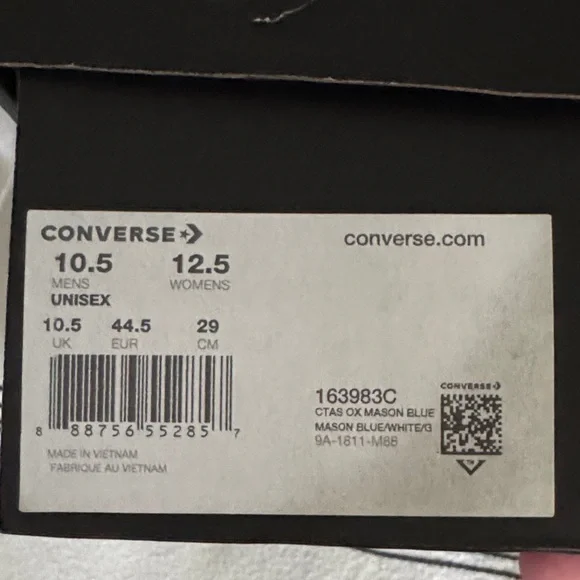 CONVERSE
converse.com
10.5 12.5
MENS WOMENS
UNISEX
10.5 44.5 29
UK EUR CM
8 88756 55285 7
MADE IN VIETNAM
FABRIQUÉ AU VIETNAM
163983C
CTAS OX MASON BLUE
MASON BLUE/WHITE/G
9A-1811-M88
CONVERSE